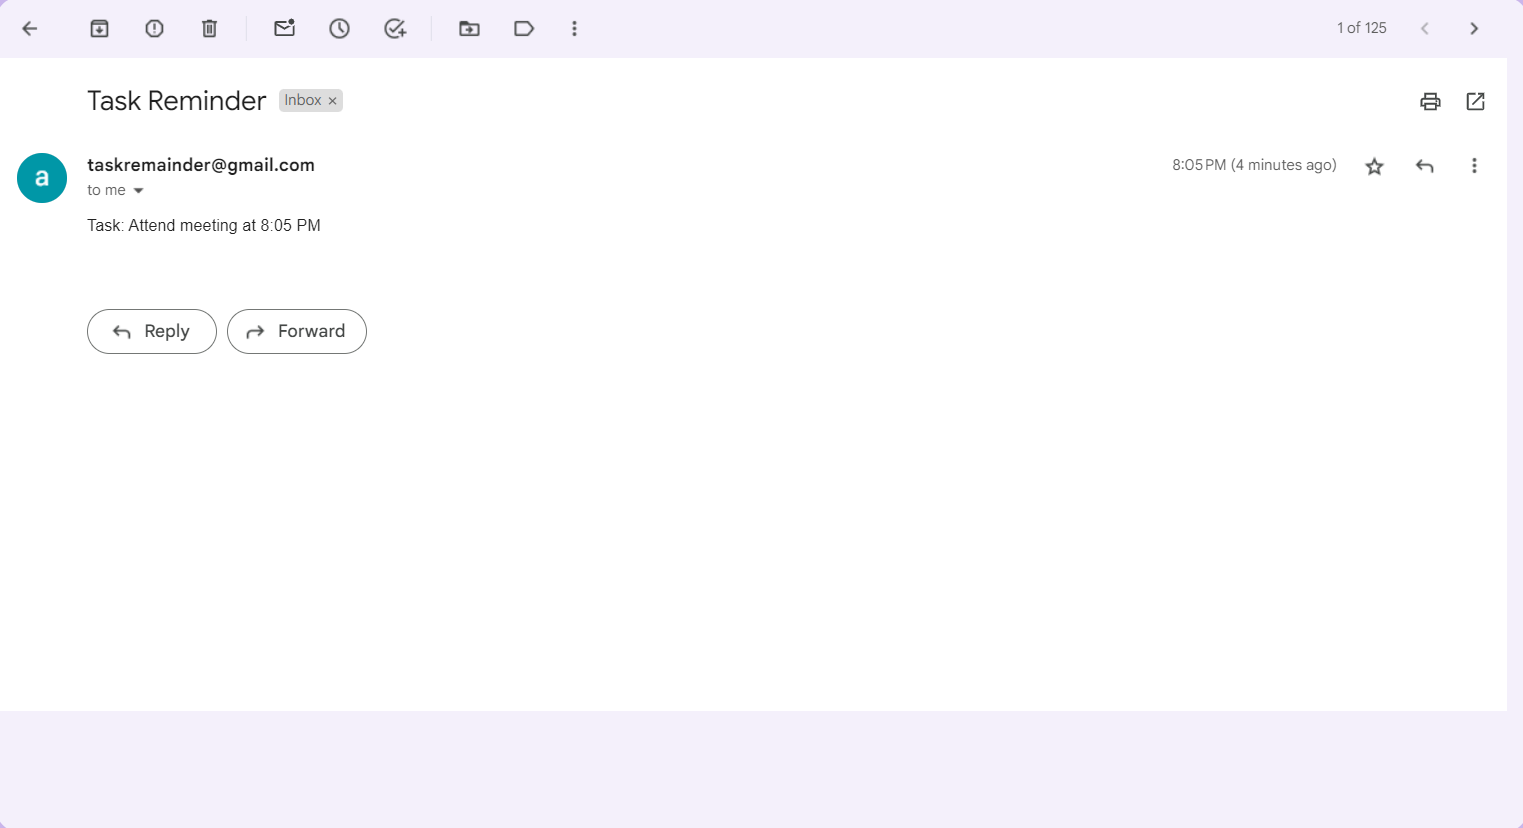 1 of 125
Task Reminder Inbox ×
a
taskremainder@gmail.com 8:05 PM (4 minutes ago)
to me
Task: Attend meeting at 8:05 PM
Reply Forward